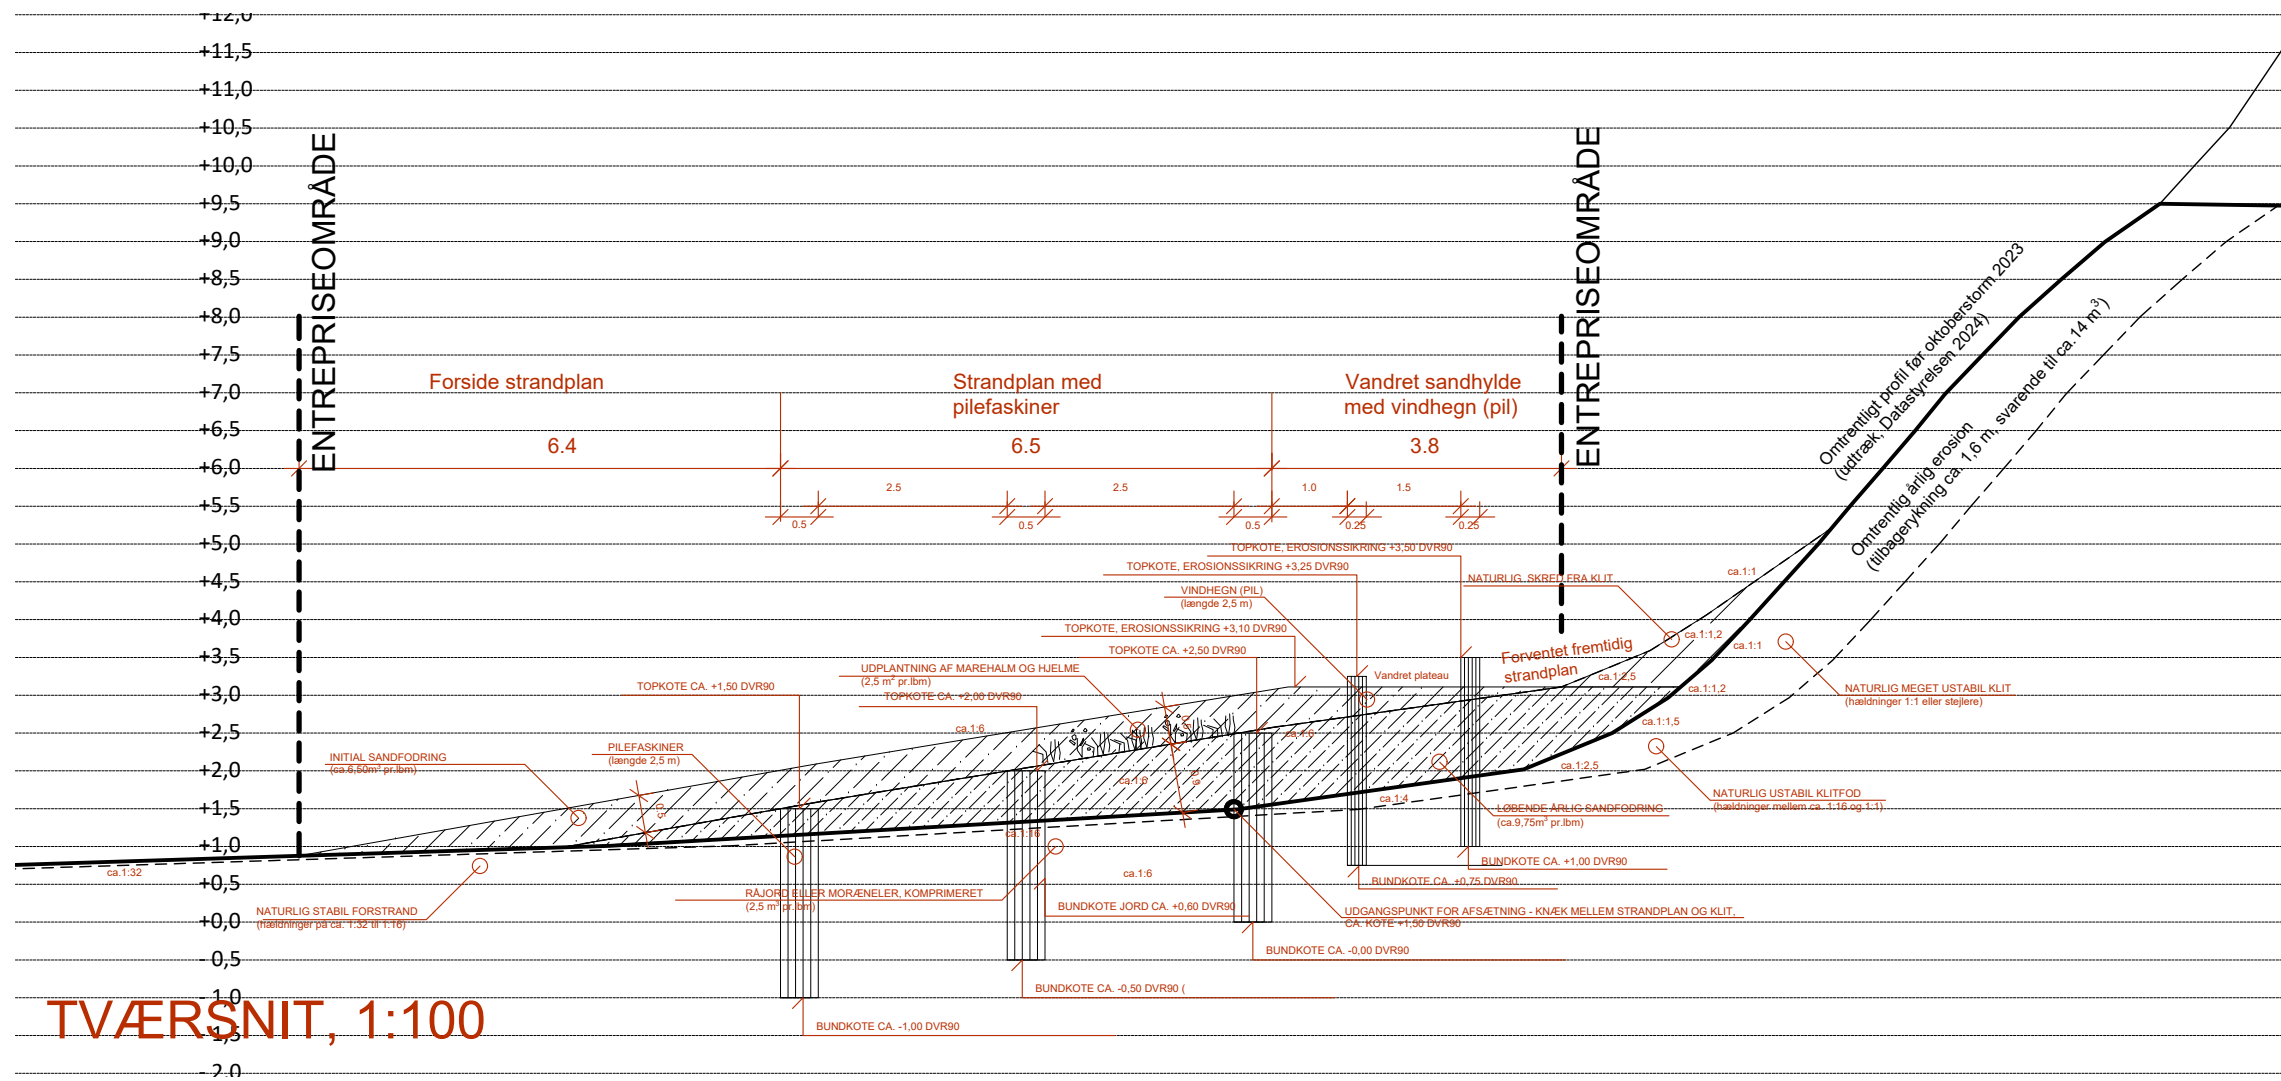 +12,0
+11,5
+11,0
+10,5
+10,0
+9,5
+9,0
+8,5
+8,0
+7,5
+7,0
+6,5
+6,0
+5,5
+5,0
+4,5
+4,0
+3,5
+3,0
+2,5
+2,0
+1,5
+1,0
+0,5
+0,0
- 0,5
- 1,0
- 1,5
- 2,0
ENTREPRISEOMRÅDE
ENTREPRISEOMRÅDE
Forside strandplan
6.4
Strandplan med
pilefaskiner
6.5
Vandret sandhylde
med vindhegn (pil)
3.8
2.5
2.5
1.0
1.5
0.5
0.5
0.5
0.25
0.25
TOPKOTE, EROSIONSSIKRING +3,50 DVR90
TOPKOTE, EROSIONSSIKRING +3,25 DVR90
VINDHEGN (PIL)
(længde 2,5 m)
TOPKOTE, EROSIONSSIKRING +3,10 DVR90
TOPKOTE CA. +2,50 DVR90
UDPLANTNING AF MAREHALM OG HJELME
(2,5 m² pr.lbm)
TOPKOTE CA. +2,00 DVR90
TOPKOTE CA. +1,50 DVR90
PILEFASKINER
(længde 2,5 m)
INITIAL SANDFODRING
(ca.6,50m³ pr.lbm)
NATURLIG STABIL FORSTRAND
(hældninger på ca. 1:32 til 1:16)
RÅJORD ELLER MORÆNELER, KOMPRIMERET
(2,5 m³ pr.lbm)
BUNDKOTE JORD CA. +0,60 DVR90
BUNDKOTE CA. -1,00 DVR90
BUNDKOTE CA. -0,50 DVR90 (
BUNDKOTE CA. -0,00 DVR90
BUNDKOTE CA. +0,75 DVR90
BUNDKOTE CA. +1,00 DVR90
UDGANGSPUNKT FOR AFSÆTNING - KNÆK MELLEM STRANDPLAN OG KLIT,
CA. KOTE +1,50 DVR90
LØBENDE ÅRLIG SANDFODRING
(ca.9,75m³ pr.lbm)
NATURLIG USTABIL KLITFOD
(hældninger mellem ca. 1:16 og 1:1)
NATURLIG MEGET USTABIL KLIT
(hældninger 1:1 eller stejlere)
NATURLIG, SKRED FRA KLIT
Vandret plateau
Forventet fremtidig
strandplan
Omtrentligt profil før oktoberstorm 2023
(udtræk, Datastyrelsen 2024)
Omtrentlig årlig erosion
(tilbagerykning ca. 1,6 m, svarende til ca. 14 m³)
ca.1:1
ca.1:1,2
ca.1:1
ca.1:2,5
ca.1:1,2
ca.1:1,5
ca.1:2,5
ca.1:4
ca.1:6
ca.1:6
ca.1:6
ca.1:16
ca.1:6
ca.1:32
0.5
TVÆRSNIT, 1:100